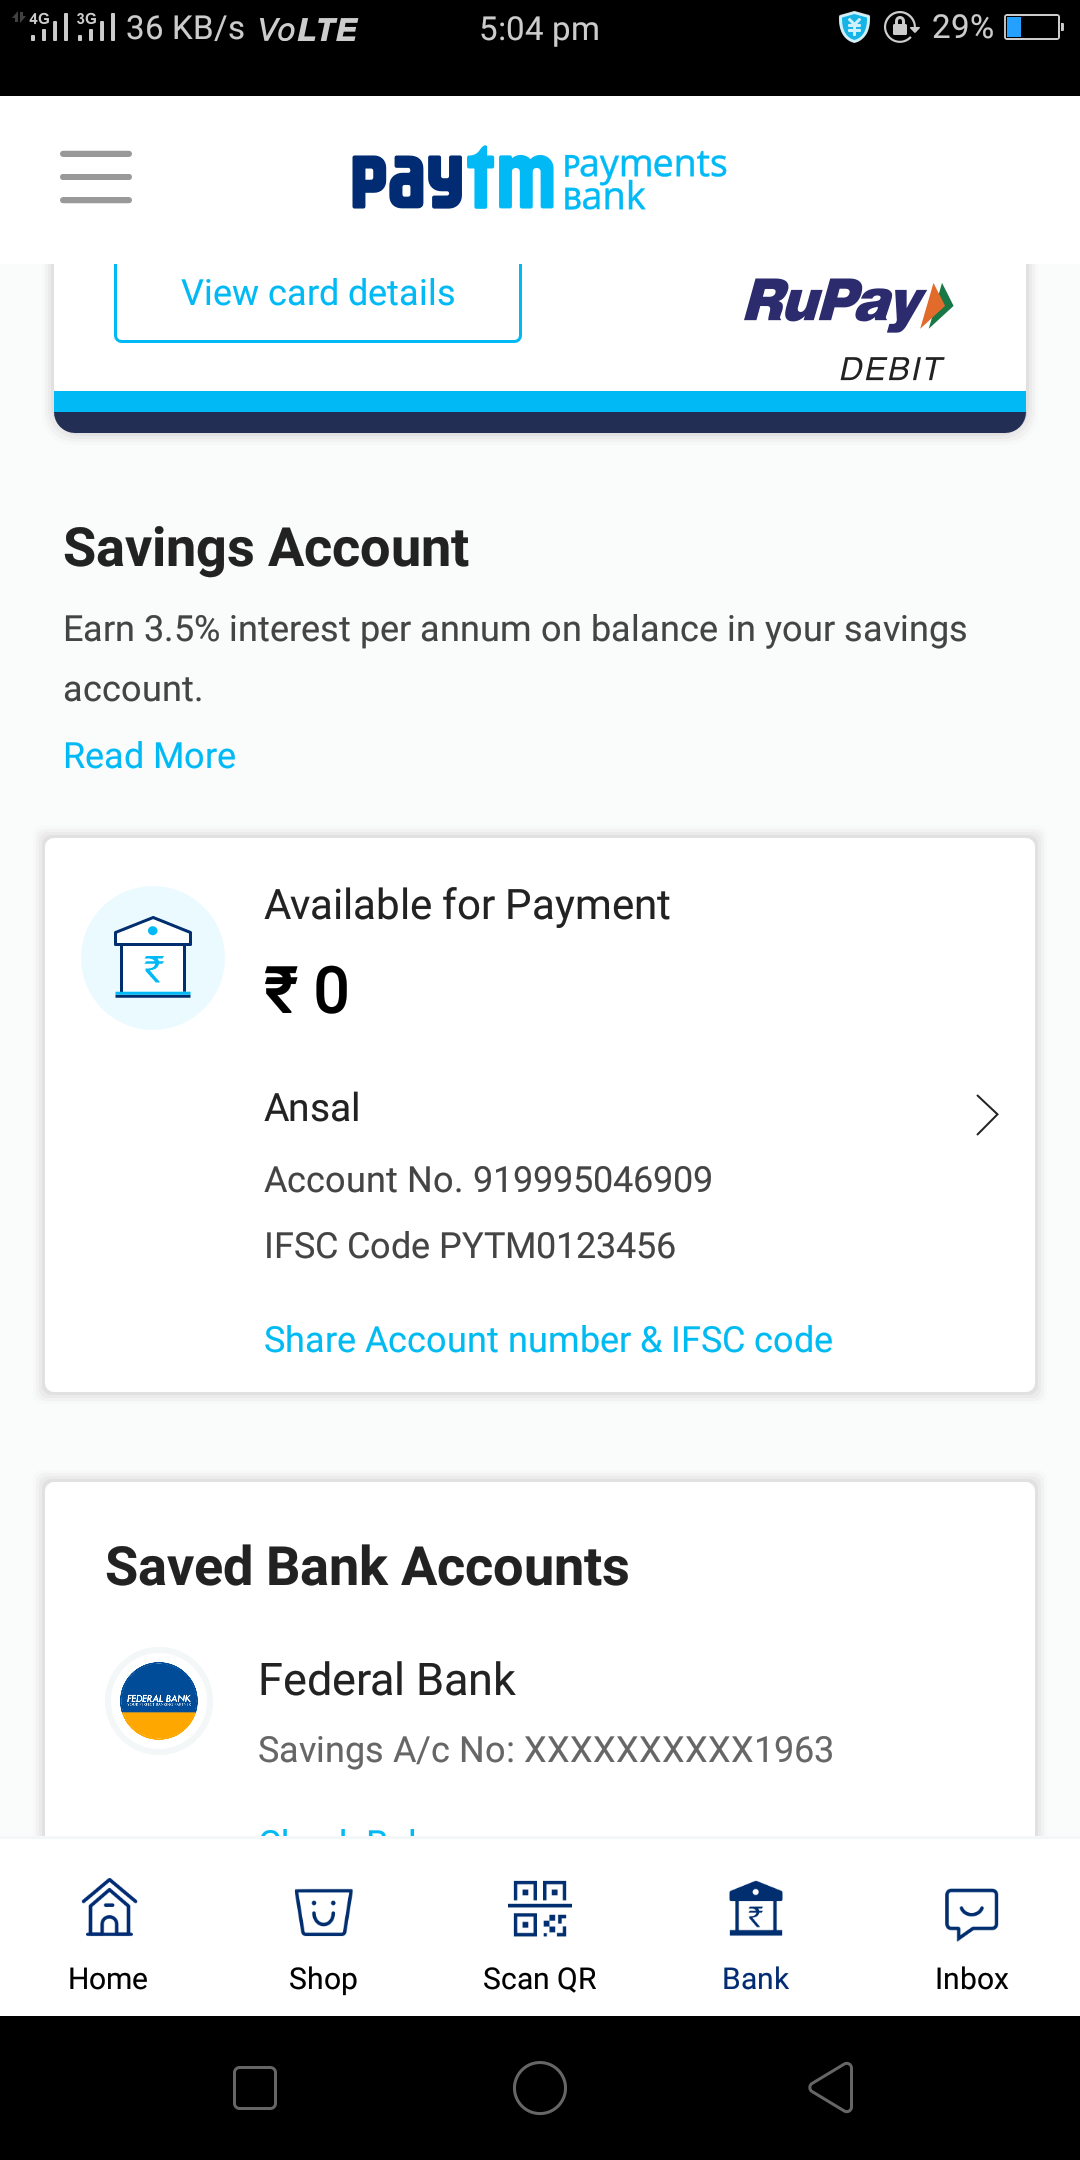 4G 3G 36 KB/s VoLTE 5:04 pm 29%
paytm Payments Bank
View card details
RuPay
DEBIT
Savings Account
Earn 3.5% interest per annum on balance in your savings
account.
Read More
Available for Payment
₹ 0
Ansal
Account No. 919995046909
IFSC Code PYTM0123456
Share Account number & IFSC code
Saved Bank Accounts
Federal Bank
FEDERAL BANK
Savings A/c No: XXXXXXXXXX1963
Home Shop Scan QR Bank Inbox